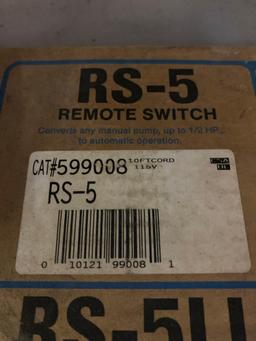 RS-5
REMOTE SWITCH
Converts any manual pump, up to 1/2 HP.,
to automatic operation.
CAT#599008 10FTCORD
115V
RS-5
0 10121 99008 1
RS-5LL